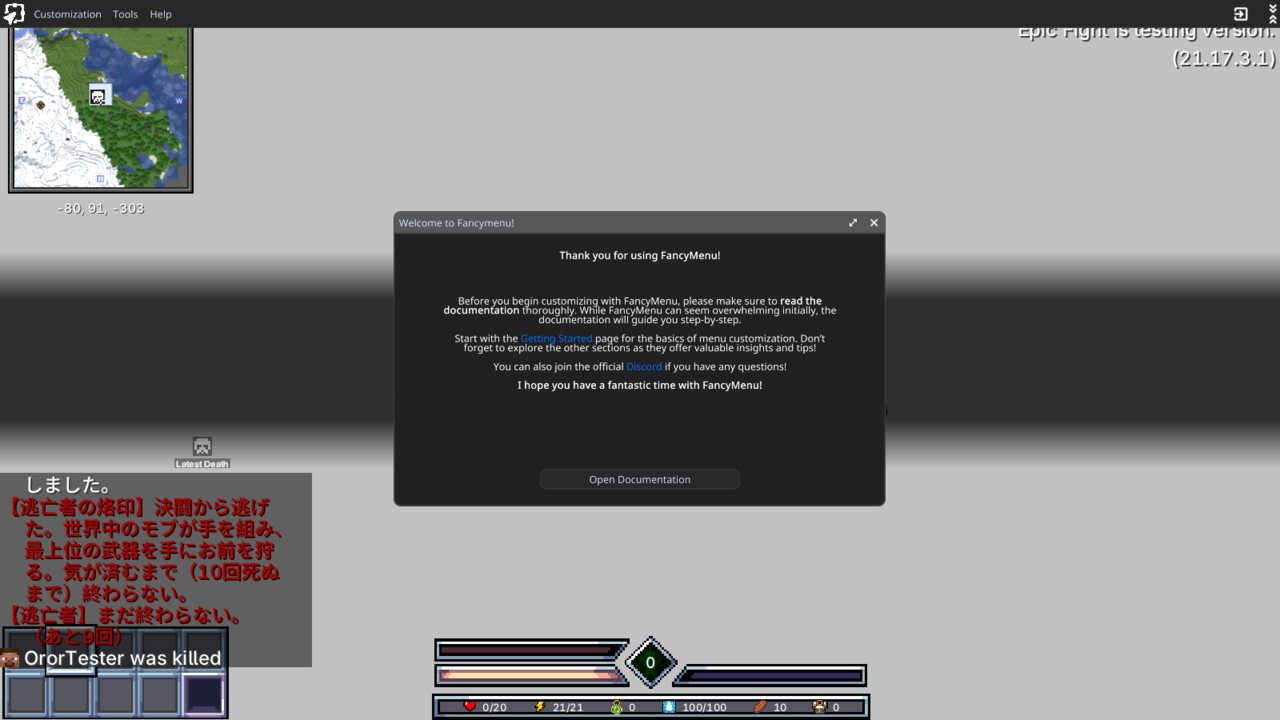 Customization Tools Help
Epic Fight is testing version.
(21.17.3.1)
W
-80, 91, -303
Welcome to Fancymenu!
Thank you for using FancyMenu!
Before you begin customizing with FancyMenu, please make sure to read the
documentation thoroughly. While FancyMenu can seem overwhelming initially, the
documentation will guide you step-by-step.
Start with the Getting Started page for the basics of menu customization. Don't
forget to explore the other sections as they offer valuable insights and tips!
You can also join the official Discord if you have any questions!
I hope you have a fantastic time with FancyMenu!
Open Documentation
Latest Death
しました。
【逃亡者の烙印】決闘から逃げ
た。世界中のモブが手を組み、
最上位の武器を手にお前を狩
る。気が済むまで（10回死ぬ
まで）終わらない。
【逃亡者】まだ終わらない。
（あと9回）
OrorTester was killed
0
0/20 21/21 0 100/100 10 0